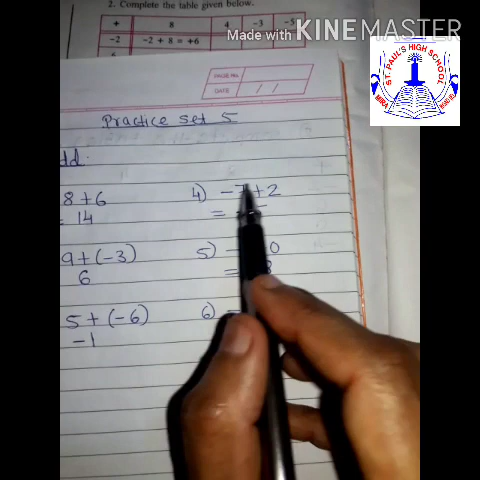 2. Complete the table given below.
+ 8 4 −3 −5
−2 −2 + 8 = +6
Made with KINEMASTER
ST. PAUL'S HIGH SCHOOL
PAGE No.
DATE / /
Practice Set 5
dd.
8 + 6
= 14
4) −7 + 2
=
9 + (−3)
6
5) − 0
= 8
5 + (−6)
−1
6) −